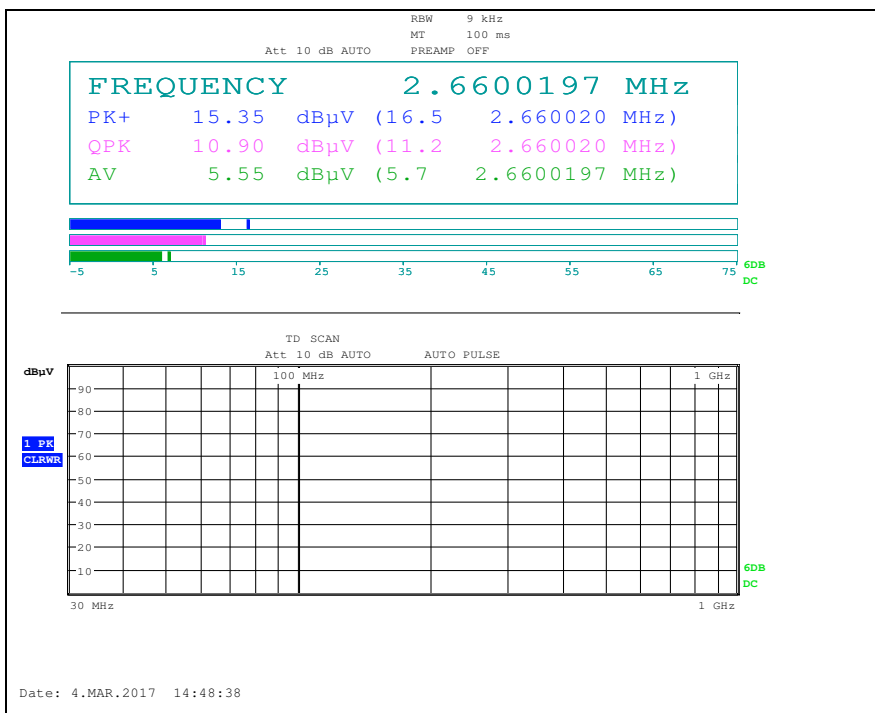 RBW 9 kHz
MT 100 ms
Att 10 dB AUTO PREAMP OFF
FREQUENCY 2.6600197 MHz
PK+ 15.35 dBµV (16.5 2.660020 MHz)
QPK 10.90 dBµV (11.2 2.660020 MHz)
AV 5.55 dBµV (5.7 2.6600197 MHz)
-5 5 15 25 35 45 55 65 75
6DB
DC
TD SCAN
Att 10 dB AUTO AUTO PULSE
dBµV
100 MHz 1 GHz
90
80
70
1 PK
CLRWR
60
50
40
30
20
10
6DB
DC
30 MHz 1 GHz
Date: 4.MAR.2017 14:48:38